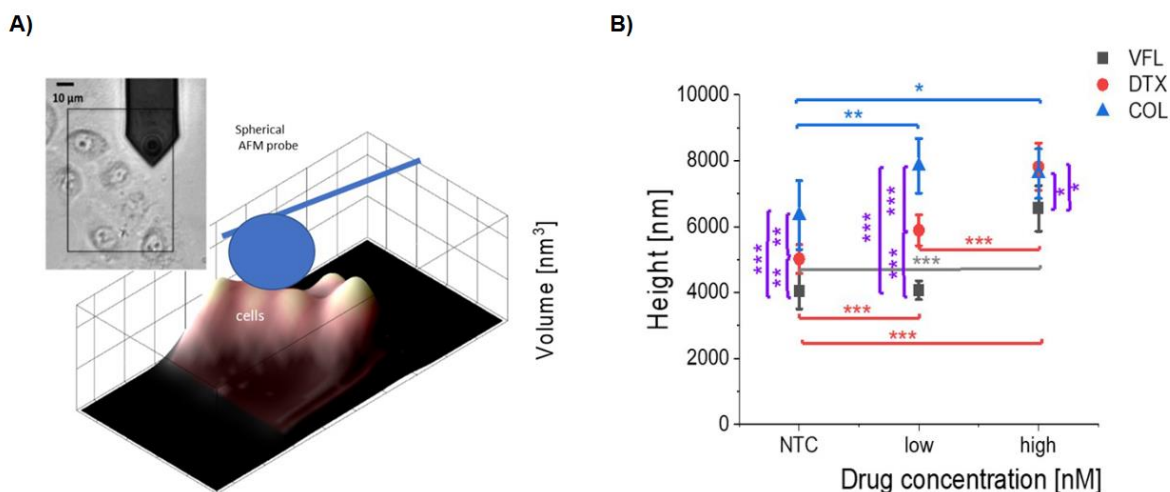 A)
10 µm
Spherical
AFM probe
cells
Volume [nm³]
B)
VFL
DTX
COL
*
**
10000
8000
6000
4000
2000
0
Height [nm]
***
**
**
***
***
***
*
*
***
***
***
***
NTC
low
high
Drug concentration [nM]